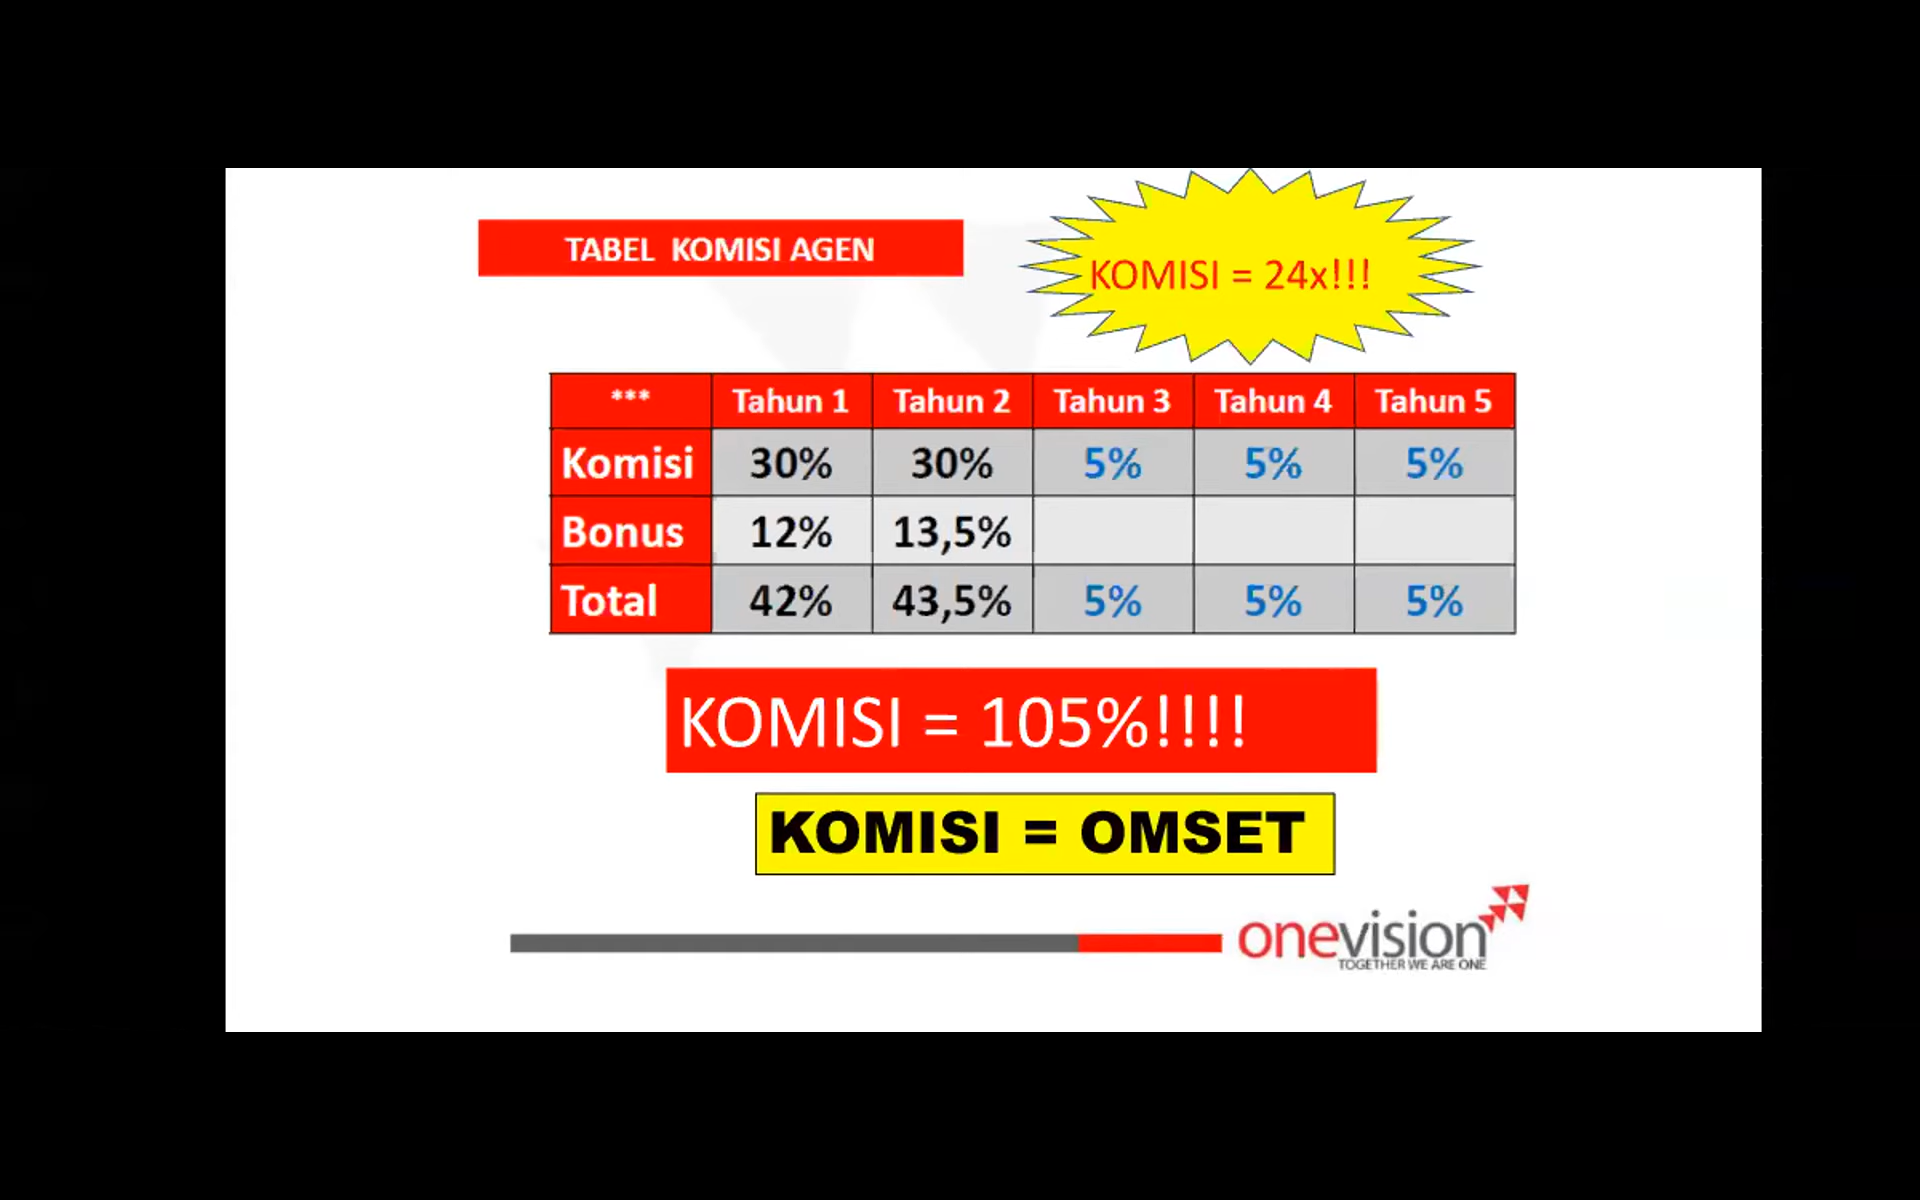 TABEL KOMISI AGEN
KOMISI = 24x!!!
*** Tahun 1 Tahun 2 Tahun 3 Tahun 4 Tahun 5
Komisi 30% 30% 5% 5% 5%
Bonus 12% 13,5%
Total 42% 43,5% 5% 5% 5%
KOMISI = 105%!!!!
KOMISI = OMSET
onevision
TOGETHER WE ARE ONE